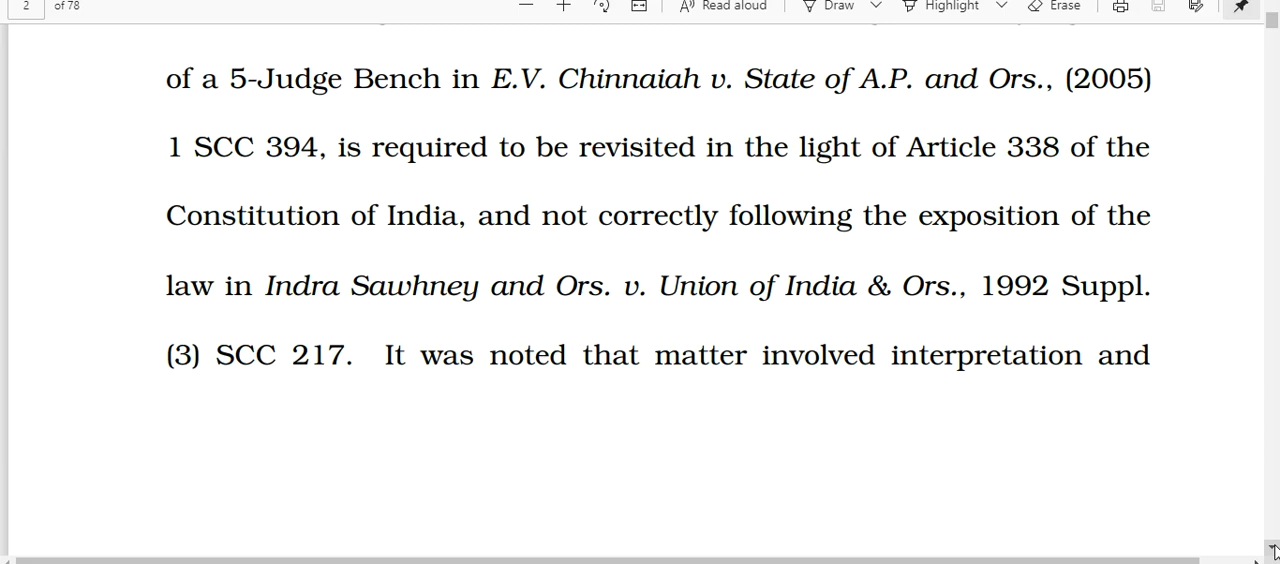 2 of 78 Read aloud Draw Highlight Erase
of a 5-Judge Bench in E.V. Chinnaiah v. State of A.P. and Ors., (2005)
1 SCC 394, is required to be revisited in the light of Article 338 of the
Constitution of India, and not correctly following the exposition of the
law in Indra Sawhney and Ors. v. Union of India & Ors., 1992 Suppl.
(3) SCC 217. It was noted that matter involved interpretation and